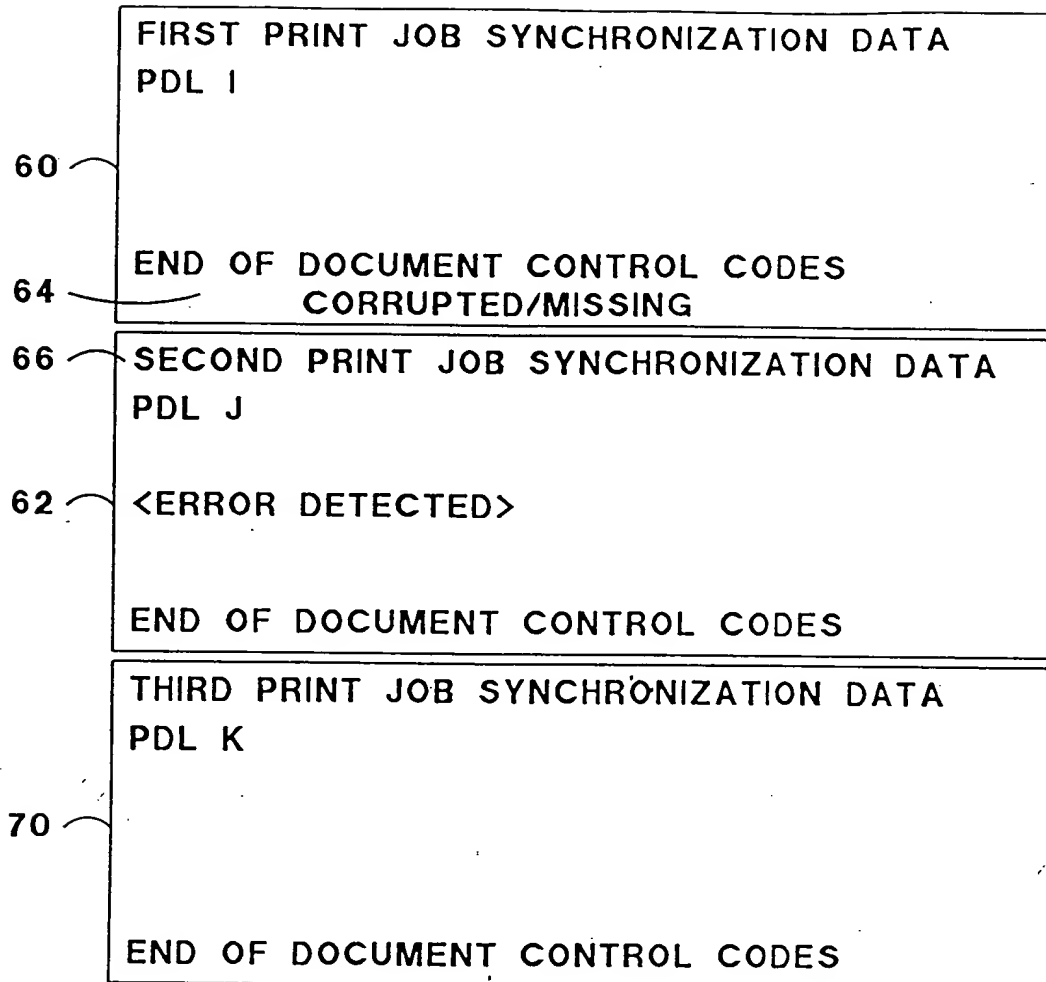 FIRST PRINT JOB SYNCHRONIZATION DATA
PDL I
60
END OF DOCUMENT CONTROL CODES
64 CORRUPTED/MISSING
66 SECOND PRINT JOB SYNCHRONIZATION DATA
PDL J
62 <ERROR DETECTED>
END OF DOCUMENT CONTROL CODES
THIRD PRINT JOB SYNCHRONIZATION DATA
PDL K
70
END OF DOCUMENT CONTROL CODES